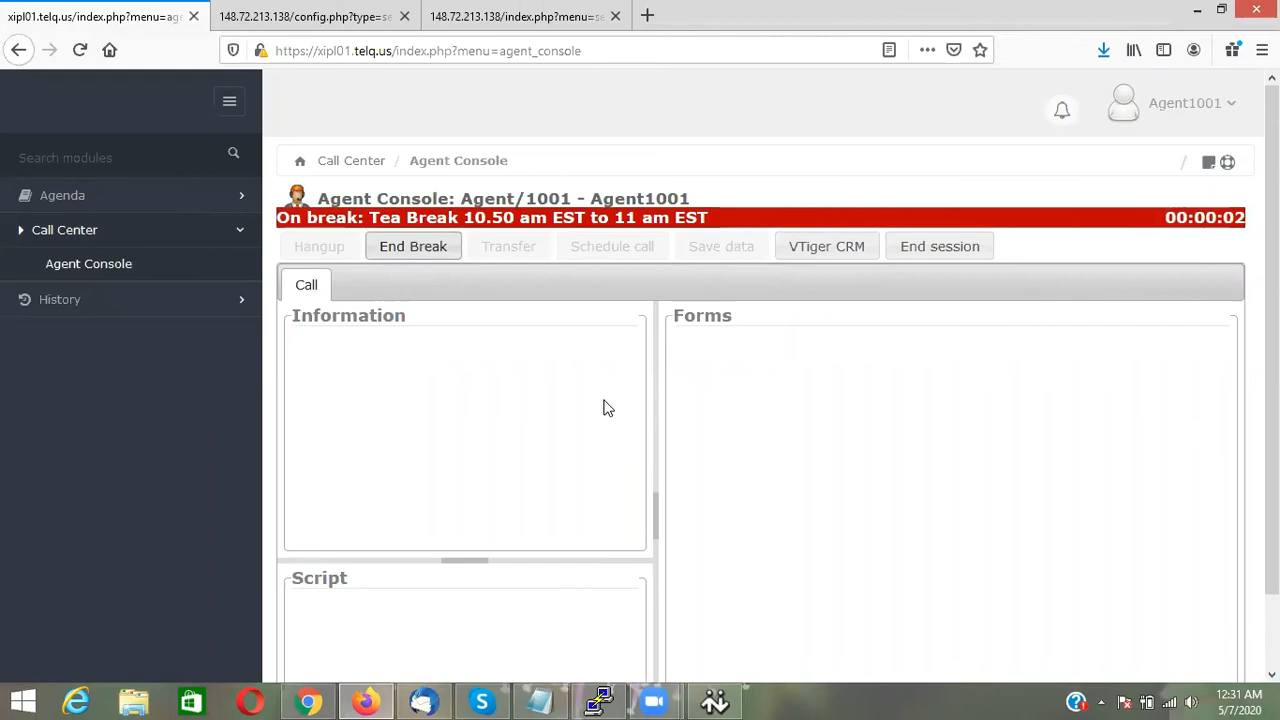 xipl01.telq.us/index.php?menu=age
148.72.213.138/config.php?type=se
148.72.213.138/index.php?menu=se
https://xipl01.telq.us/index.php?menu=agent_console
Agent1001
Search modules
Call Center / Agent Console
/
Agenda
Agent Console: Agent/1001 - Agent1001
On break: Tea Break 10.50 am EST to 11 am EST 00:00:02
Call Center
Hangup End Break Transfer Schedule call Save data VTiger CRM End session
Agent Console
Call
History
Information
Forms
Script
12:31 AM
5/7/2020